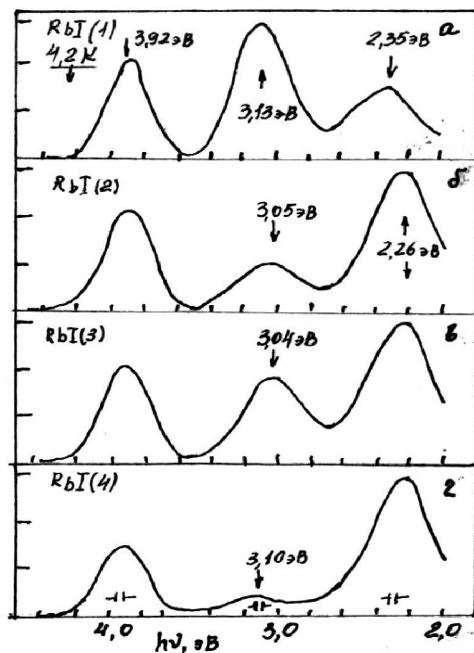 RbI(1)
4,2 K
3,92 эВ
3,13 эВ
2,35 эВ
а
RbI(2)
3,05 эВ
2,26 эВ
б
RbI(3)
3,04 эВ
в
RbI(4)
3,10 эВ
г
4,0 3,0 2,0
hν, эВ